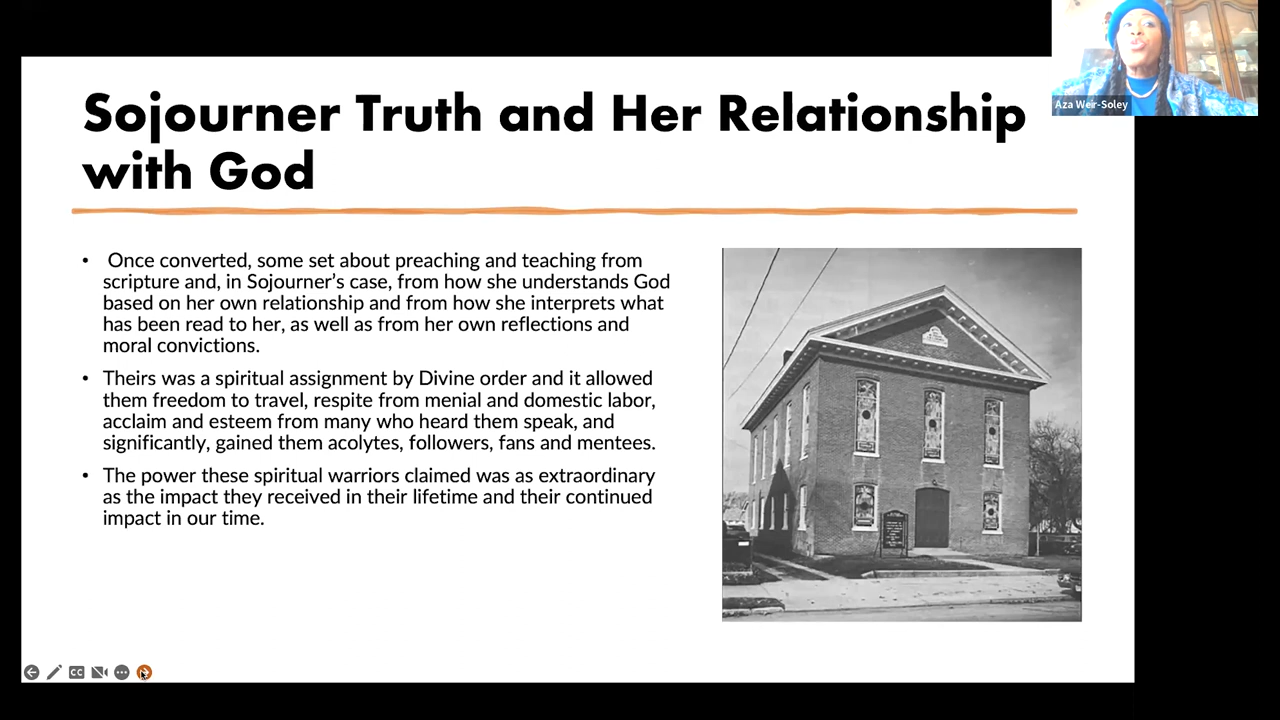 Sojourner Truth and Her Relationship
with God
Aza Weir-Soley
• Once converted, some set about preaching and teaching from
scripture and, in Sojourner’s case, from how she understands God
based on her own relationship and from how she interprets what
has been read to her, as well as from her own reflections and
moral convictions.
• Theirs was a spiritual assignment by Divine order and it allowed
them freedom to travel, respite from menial and domestic labor,
acclaim and esteem from many who heard them speak, and
significantly, gained them acolytes, followers, fans and mentees.
• The power these spiritual warriors claimed was as extraordinary
as the impact they received in their lifetime and their continued
impact in our time.
CC